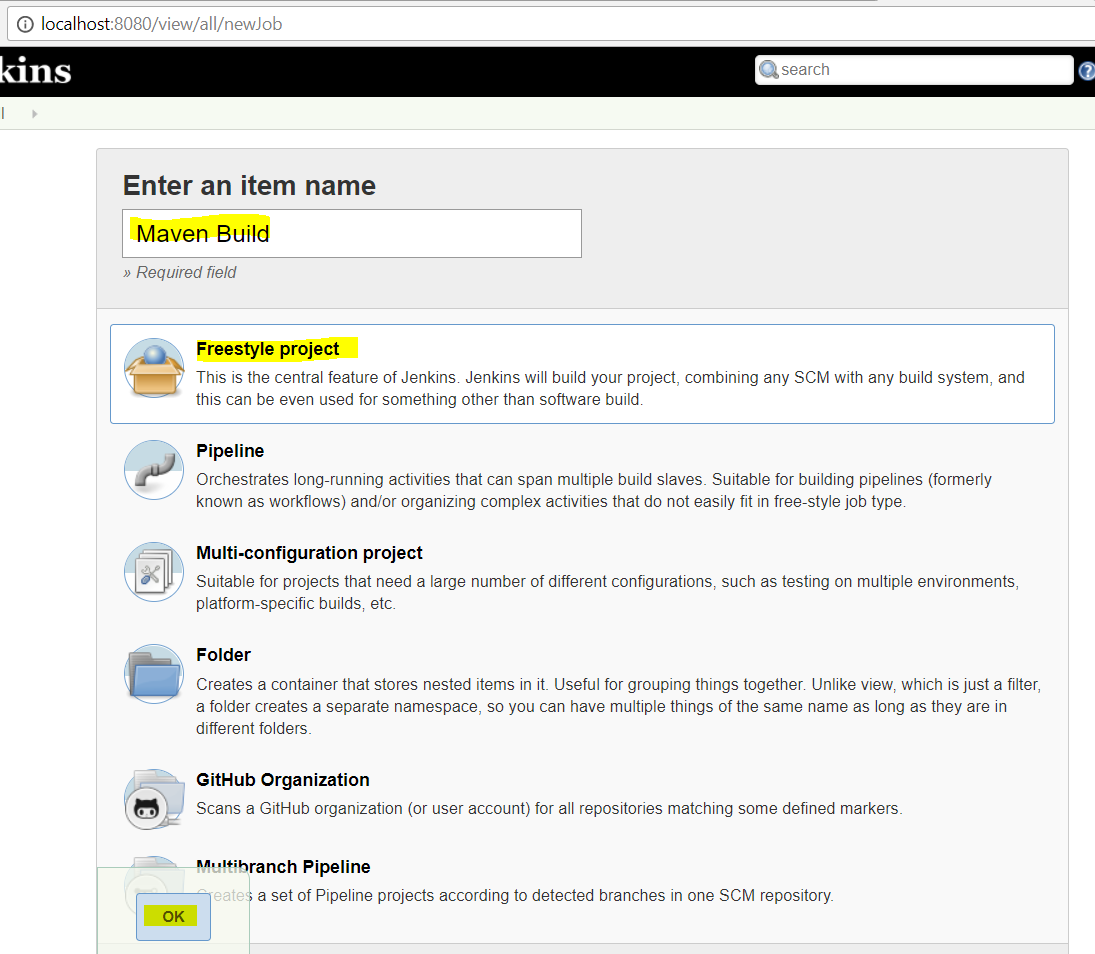 localhost:8080/view/all/newJob
kins
search
?
l
Enter an item name
Maven Build
» Required field
Freestyle project
This is the central feature of Jenkins. Jenkins will build your project, combining any SCM with any build system, and
this can be even used for something other than software build.
Pipeline
Orchestrates long-running activities that can span multiple build slaves. Suitable for building pipelines (formerly
known as workflows) and/or organizing complex activities that do not easily fit in free-style job type.
Multi-configuration project
Suitable for projects that need a large number of different configurations, such as testing on multiple environments,
platform-specific builds, etc.
Folder
Creates a container that stores nested items in it. Useful for grouping things together. Unlike view, which is just a filter,
a folder creates a separate namespace, so you can have multiple things of the same name as long as they are in
different folders.
GitHub Organization
Scans a GitHub organization (or user account) for all repositories matching some defined markers.
Multibranch Pipeline
Creates a set of Pipeline projects according to detected branches in one SCM repository.
OK